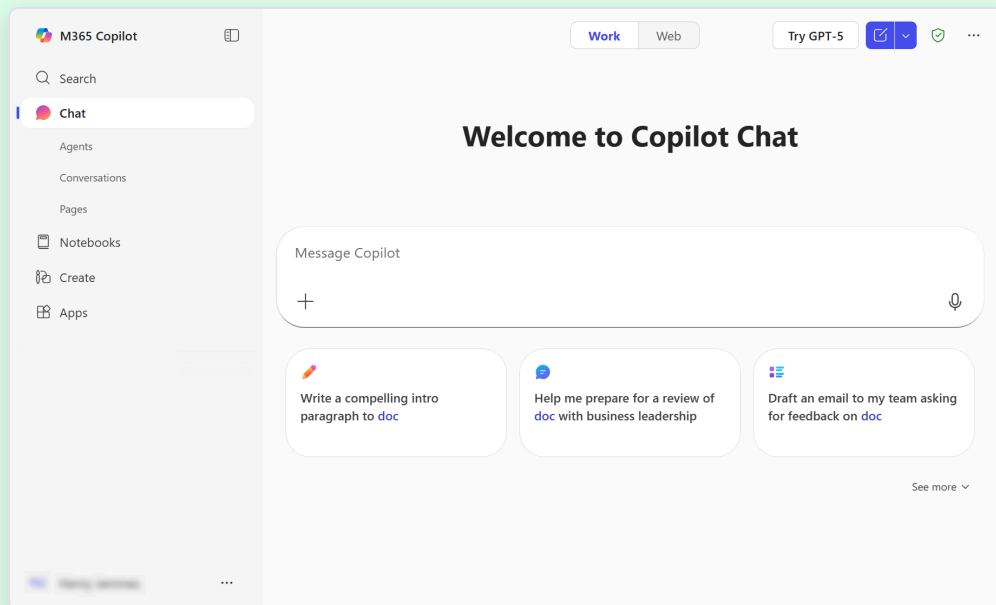 M365 Copilot
Search
Chat
Agents
Conversations
Pages
Notebooks
Create
Apps
Work
Web
Try GPT-5
Welcome to Copilot Chat
Message Copilot
Write a compelling intro
paragraph to doc
Help me prepare for a review of
doc with business leadership
Draft an email to my team asking
for feedback on doc
See more